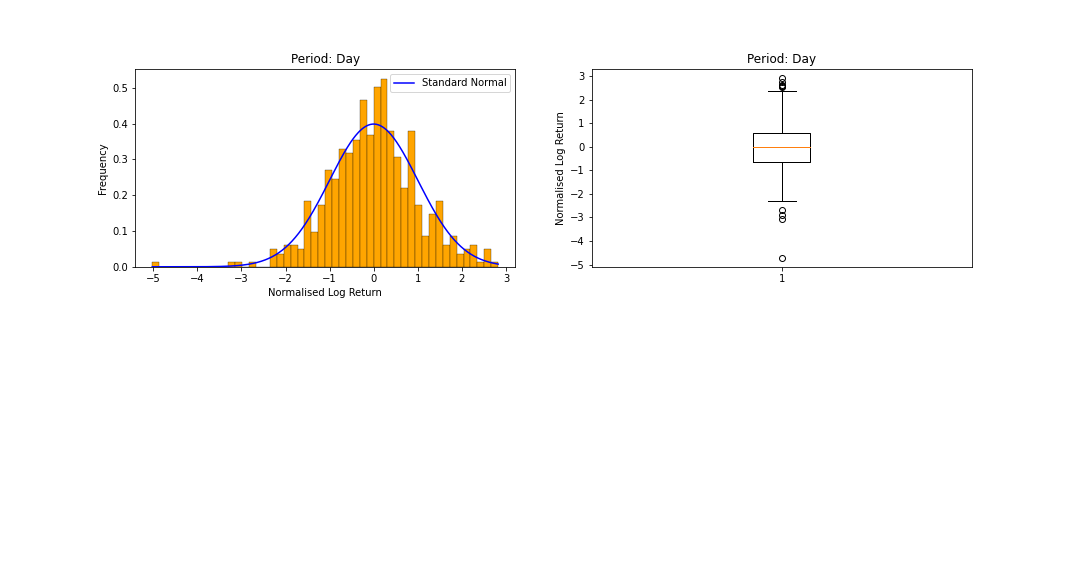 Period: Day
Standard Normal
0.5
0.4
0.3
0.2
0.1
0.0
Frequency
−5 −4 −3 −2 −1 0 1 2 3
Normalised Log Return
Period: Day
3
2
1
0
−1
−2
−3
−4
−5
Normalised Log Return
1